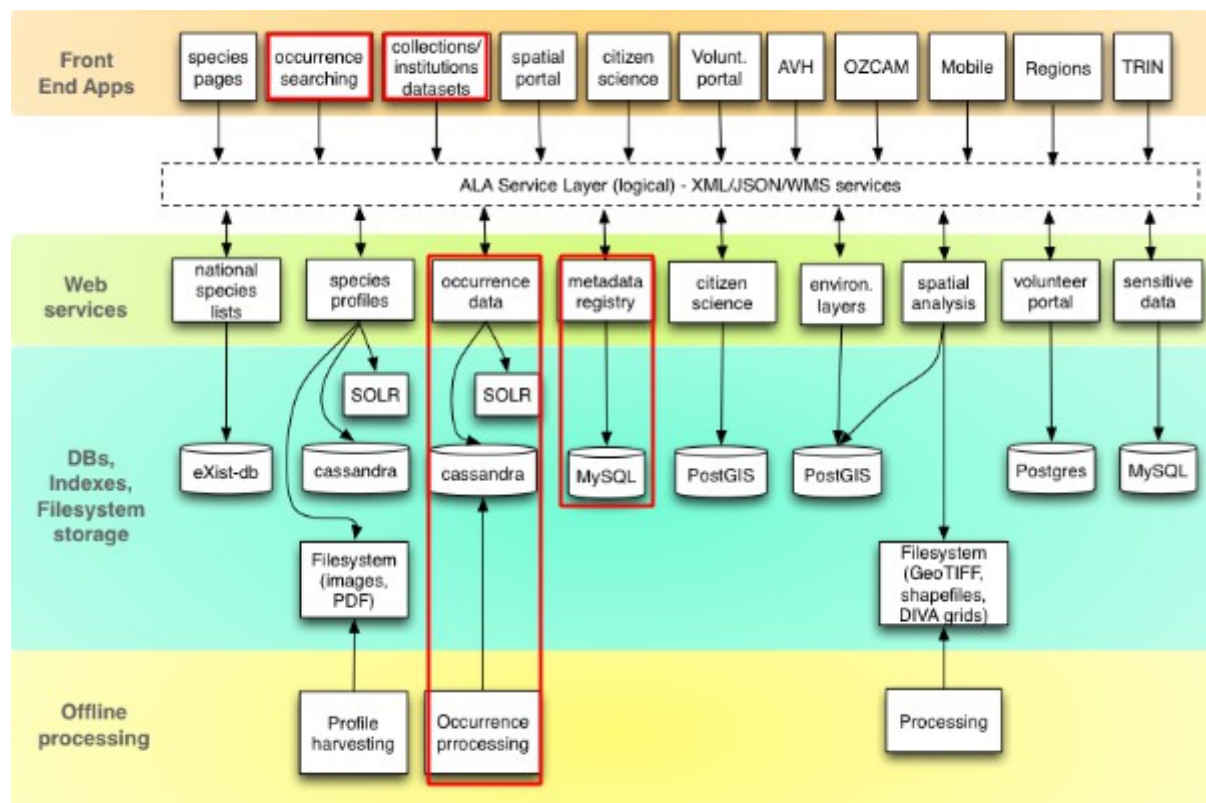 Front
End Apps
species
pages
occurrence
searching
collections/
institutions
datasets
spatial
portal
citizen
science
Volunt.
portal
AVH
OZCAM
Mobile
Regions
TRIN
ALA Service Layer (logical) - XML/JSON/WMS services
Web
services
national
species
lists
species
profiles
occurrence
data
metadata
registry
citizen
science
environ.
layers
spatial
analysis
volunteer
portal
sensitive
data
DBs,
Indexes,
Filesystem
storage
SOLR
SOLR
eXist-db
cassandra
cassandra
MySQL
PostGIS
PostGIS
Postgres
MySQL
Filesystem
(images,
PDF)
Filesystem
(GeoTIFF,
shapefiles,
DIVA grids)
Offline
processing
Profile
harvesting
Occurrence
prrocessing
Processing